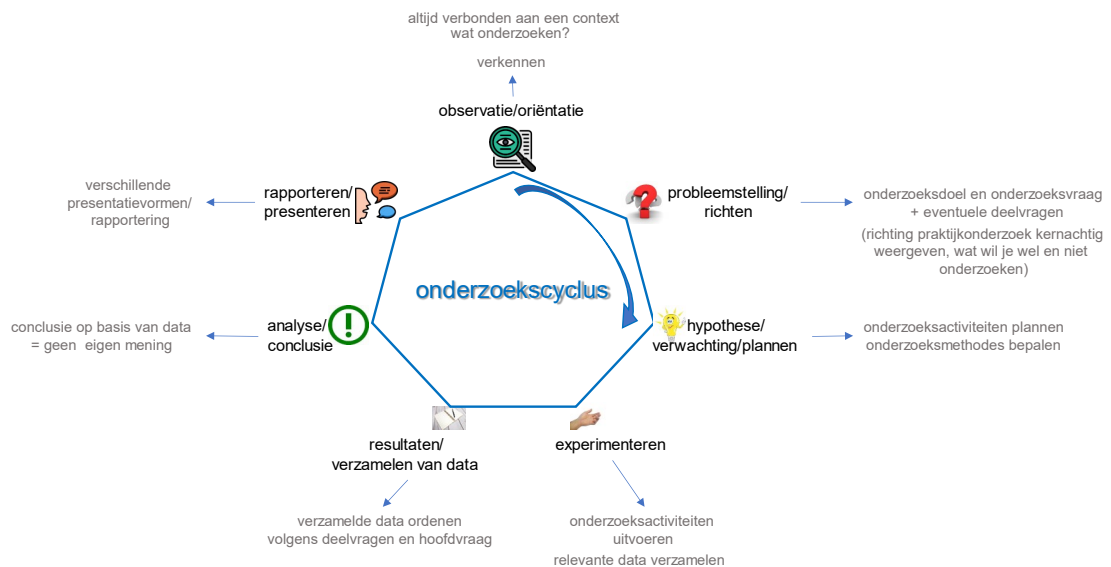 altijd verbonden aan een context
wat onderzoeken?
verkennen
observatie/oriëntatie
probleemstelling/
richten
onderzoeksdoel en onderzoeksvraag
+ eventuele deelvragen
(richting praktijkonderzoek kernachtig
weergeven, wat wil je wel en niet
onderzoeken)
hypothese/
verwachting/plannen
onderzoeksactiviteiten plannen
onderzoeksmethodes bepalen
experimenteren
onderzoeksactiviteiten
uitvoeren
relevante data verzamelen
resultaten/
verzamelen van data
verzamelde data ordenen
volgens deelvragen en hoofdvraag
analyse/
conclusie
conclusie op basis van data
= geen  eigen mening
rapporteren/
presenteren
verschillende
presentatievormen/
rapportering
onderzoekscyclus